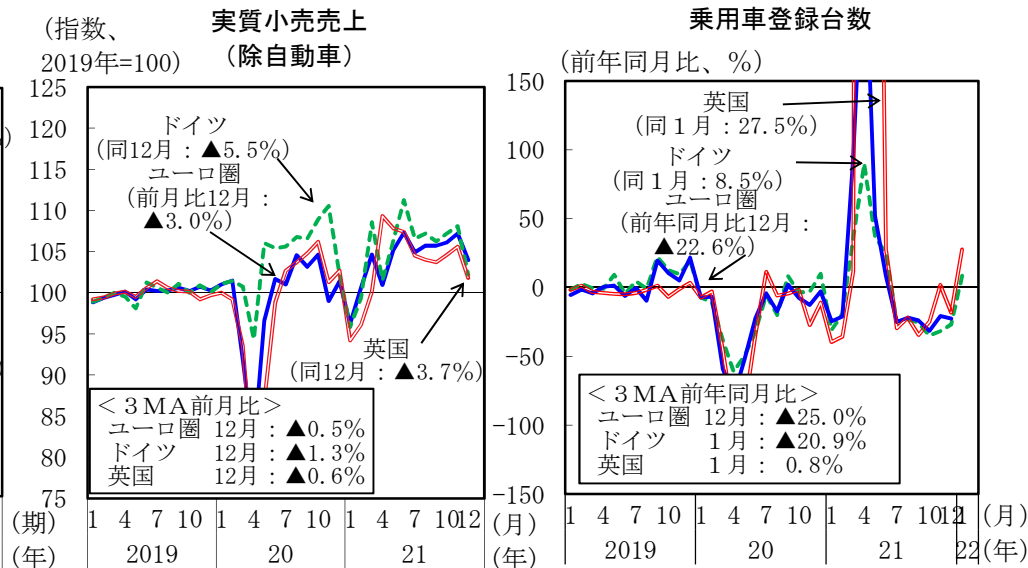 実質小売売上
（除自動車）
（指数、
2019年=100）
125
120
115
110
105
100
95
90
85
80
75
ドイツ
（同12月：▲5.5%）
ユーロ圏
（前月比12月：
▲3.0%）
英国
（同12月：▲3.7%）
＜３MA前月比＞
ユーロ圏 12月：▲0.5%
ドイツ 12月：▲1.3%
英国 12月：▲0.6%
（期）
1 4 7 10 1 4 7 10 1 4 7 10 12
（月）
（年）
2019 20 21
（年）
乗用車登録台数
（前年同月比、%）
150
100
50
0
−50
−100
−150
英国
（同１月：27.5%）
ドイツ
（同１月：8.5%）
ユーロ圏
（前年同月比12月：
▲22.6%）
＜３MA前年同月比＞
ユーロ圏 12月：▲25.0%
ドイツ 1月：▲20.9%
英国 1月： 0.8%
1 4 7 10 1 4 7 10 1 4 7 10 12 1
（月）
2019 20 21 22
（年）